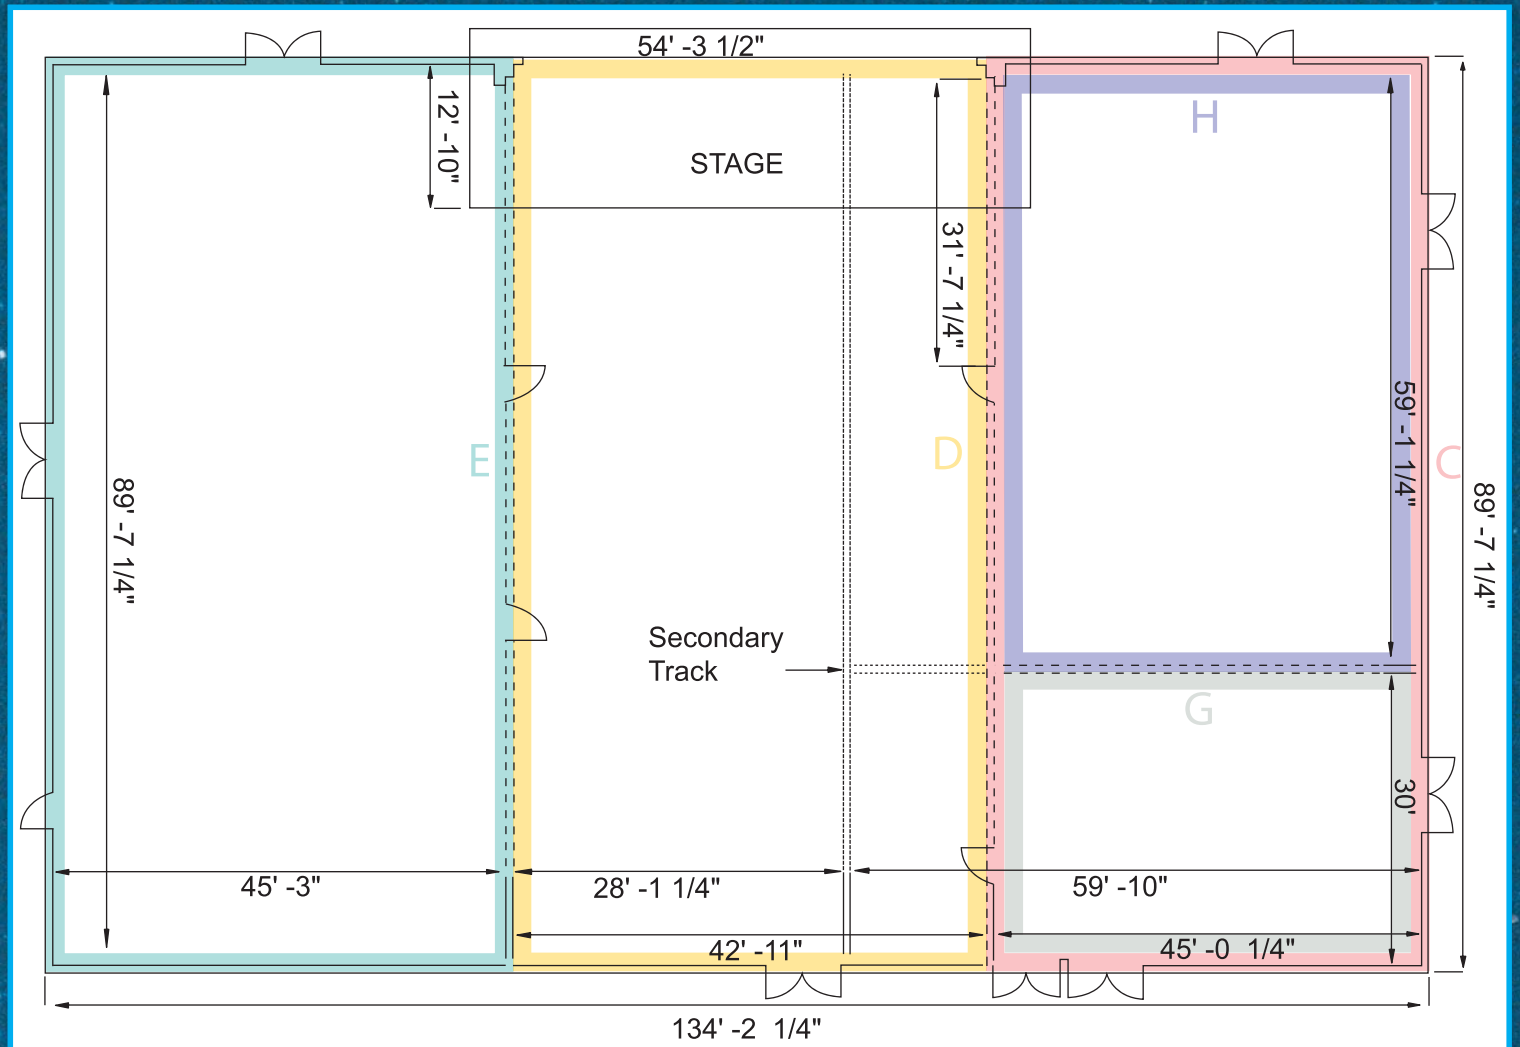 54' -3 1/2"
12' -10"
STAGE
H
31' -7 1/4"
59' -1 1/4"
E
D
C
89' -7 1/4"
89' -7 1/4"
Secondary
Track
G
30'
45' -3"
28' -1 1/4"
59' -10"
42' -11"
45' -0 1/4"
134' -2 1/4"